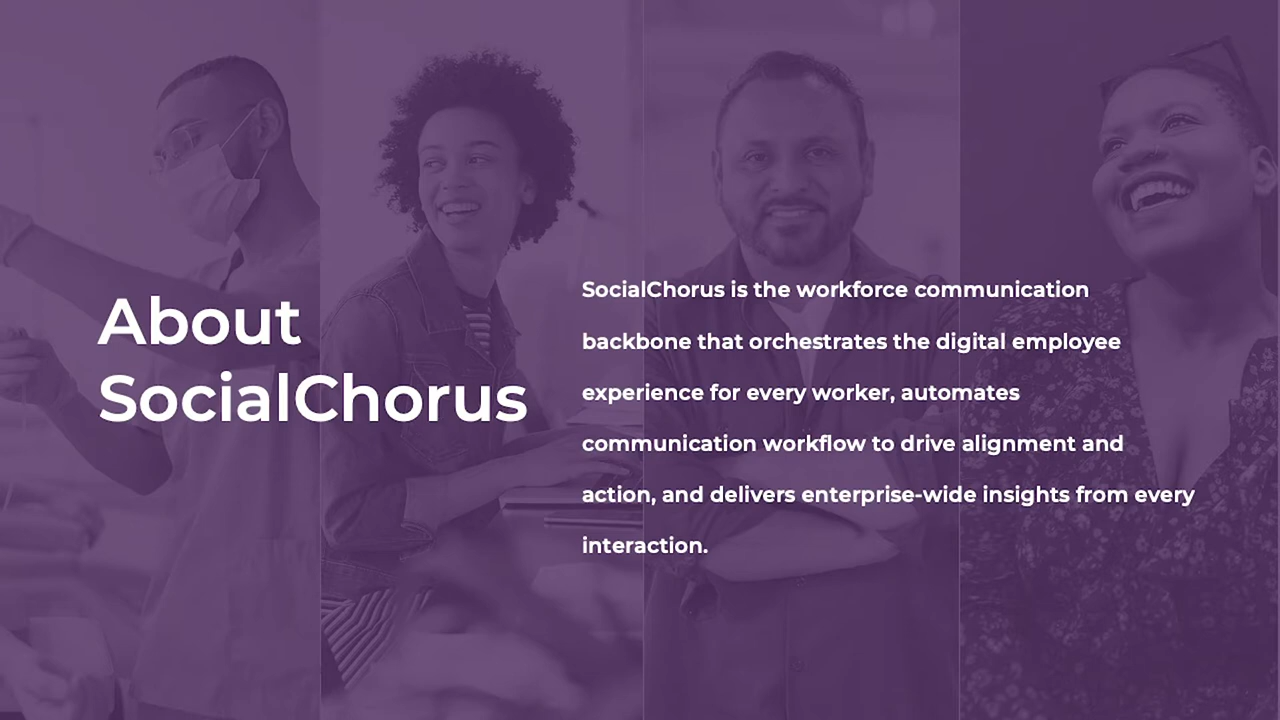 About
SocialChorus
SocialChorus is the workforce communication
backbone that orchestrates the digital employee
experience for every worker, automates
communication workflow to drive alignment and
action, and delivers enterprise-wide insights from every
interaction.